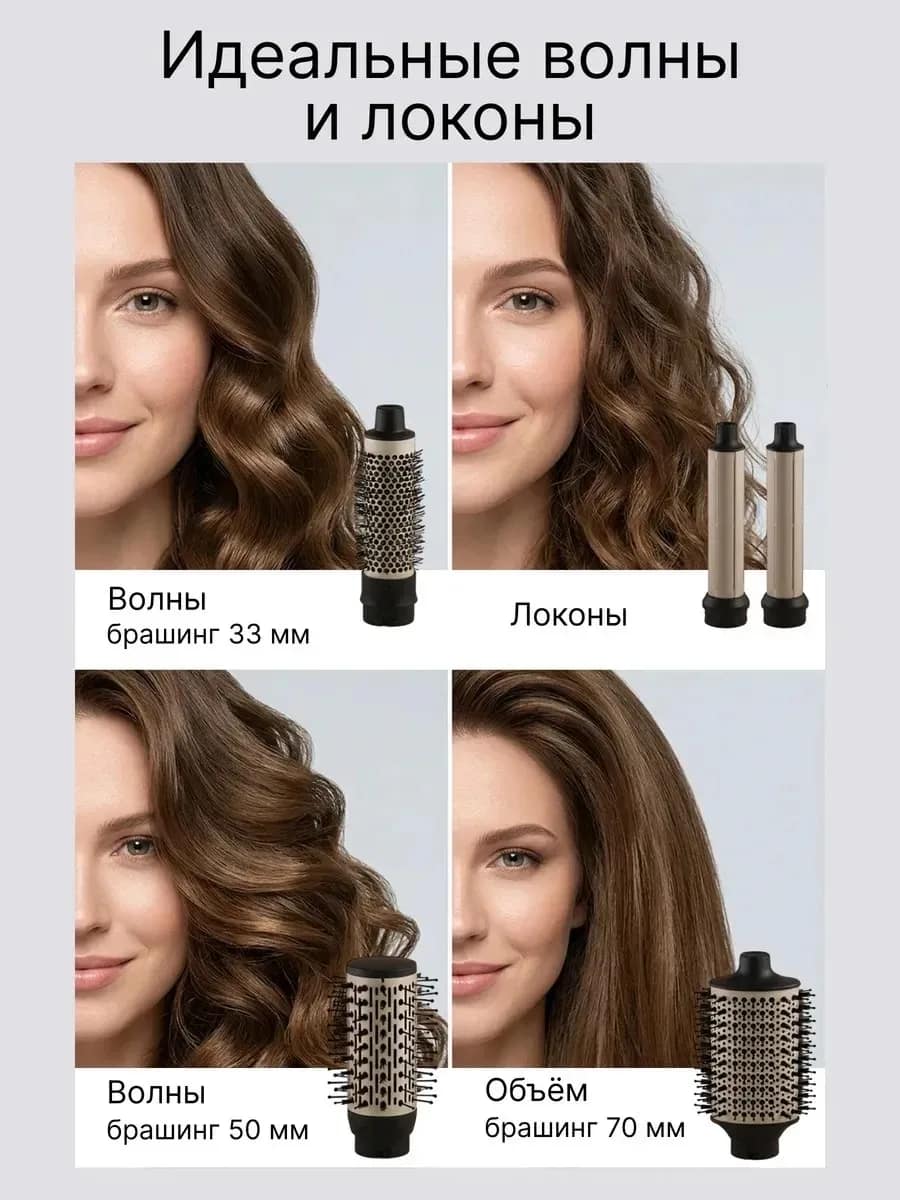 Идеальные волны
и локоны
Волны
брашинг 33 мм
Локоны
Волны
брашинг 50 мм
Объём
брашинг 70 мм